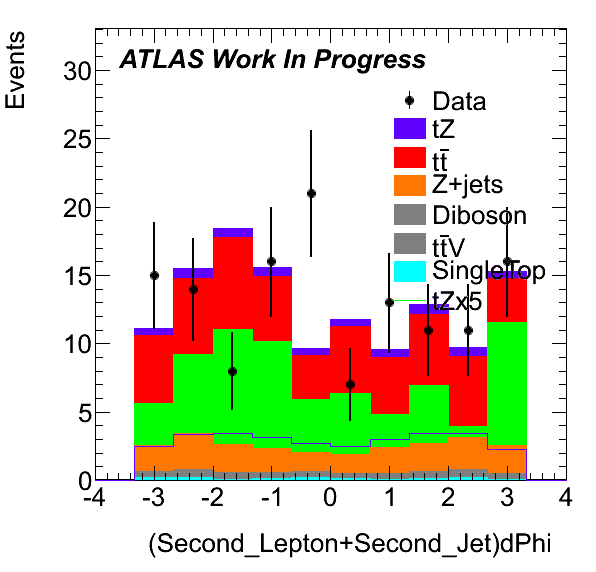 Events
ATLAS Work In Progress
30
25
20
15
10
5
0
Data
tZ
tt̄
Z+jets
Diboson
tt̄V
SingleTop
tZx5
-4 -3 -2 -1 0 1 2 3 4
(Second_Lepton+Second_Jet)dPhi